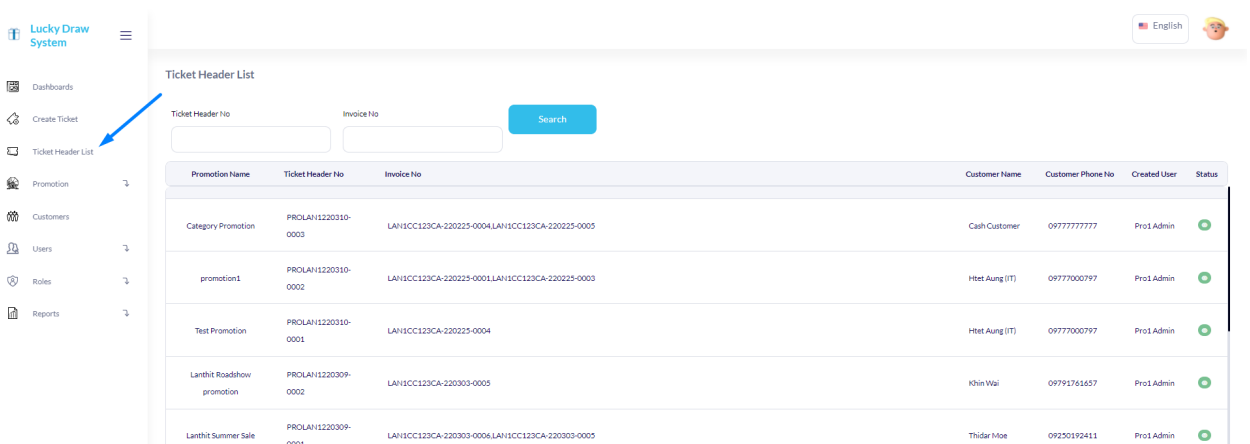 Lucky Draw
System
English
Dashboards
Create Ticket
Ticket Header List
Promotion
Customers
Users
Roles
Reports
Ticket Header List
Ticket Header No
Invoice No
Search
Promotion Name Ticket Header No Invoice No Customer Name Customer Phone No Created User Status
Category Promotion PROLAN1220310-0003 LAN1CC123CA-220225-0004,LAN1CC123CA-220225-0005 Cash Customer 09777777777 Pro1 Admin
promotion1 PROLAN1220310-0002 LAN1CC123CA-220225-0001,LAN1CC123CA-220225-0003 Htet Aung (IT) 09777000797 Pro1 Admin
Test Promotion PROLAN1220310-0001 LAN1CC123CA-220225-0004 Htet Aung (IT) 09777000797 Pro1 Admin
Lanthit Roadshow promotion PROLAN1220309-0002 LAN1CC123CA-220303-0005 Khin Wai 09791761657 Pro1 Admin
Lanthit Summer Sale PROLAN1220309-0001 LAN1CC123CA-220303-0006,LAN1CC123CA-220303-0005 Thidar Moe 09250192411 Pro1 Admin